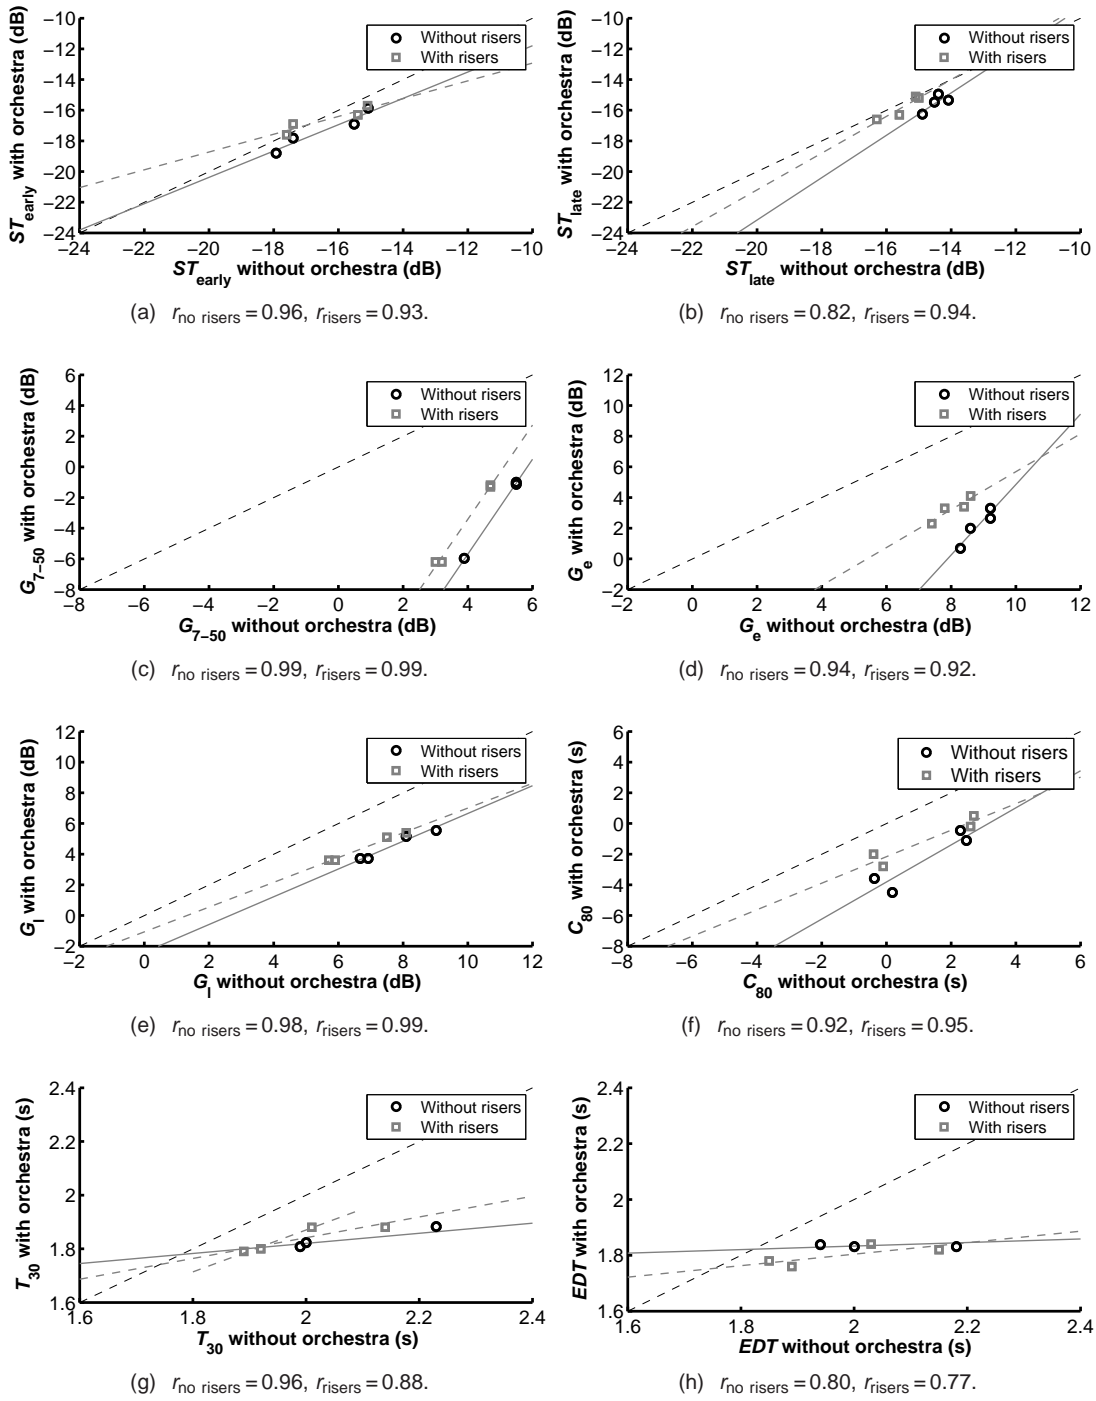 −10
−12
−14
−16
−18
−20
−22
−24
ST_early with orchestra (dB)
Without risers
With risers
−24 −22 −20 −18 −16 −14 −12 −10
ST_early without orchestra (dB)
(a) r_no risers = 0.96, r_risers = 0.93.
−10
−12
−14
−16
−18
−20
−22
−24
ST_late with orchestra (dB)
Without risers
With risers
−24 −22 −20 −18 −16 −14 −12 −10
ST_late without orchestra (dB)
(b) r_no risers = 0.82, r_risers = 0.94.
6
4
2
0
−2
−4
−6
−8
G_7−50 with orchestra (dB)
Without risers
With risers
−8 −6 −4 −2 0 2 4 6
G_7−50 without orchestra (dB)
(c) r_no risers = 0.99, r_risers = 0.99.
12
10
8
6
4
2
0
−2
G_e with orchestra (dB)
Without risers
With risers
−2 0 2 4 6 8 10 12
G_e without orchestra (dB)
(d) r_no risers = 0.94, r_risers = 0.92.
12
10
8
6
4
2
0
−2
G_l with orchestra (dB)
Without risers
With risers
−2 0 2 4 6 8 10 12
G_l without orchestra (dB)
(e) r_no risers = 0.98, r_risers = 0.99.
6
4
2
0
−2
−4
−6
−8
C_80 with orchestra (s)
Without risers
With risers
−8 −6 −4 −2 0 2 4 6
C_80 without orchestra (s)
(f) r_no risers = 0.92, r_risers = 0.95.
2.4
2.2
2
1.8
1.6
T_30 with orchestra (s)
Without risers
With risers
1.6 1.8 2 2.2 2.4
T_30 without orchestra (s)
(g) r_no risers = 0.96, r_risers = 0.88.
2.4
2.2
2
1.8
1.6
EDT with orchestra (s)
Without risers
With risers
1.6 1.8 2 2.2 2.4
EDT without orchestra (s)
(h) r_no risers = 0.80, r_risers = 0.77.